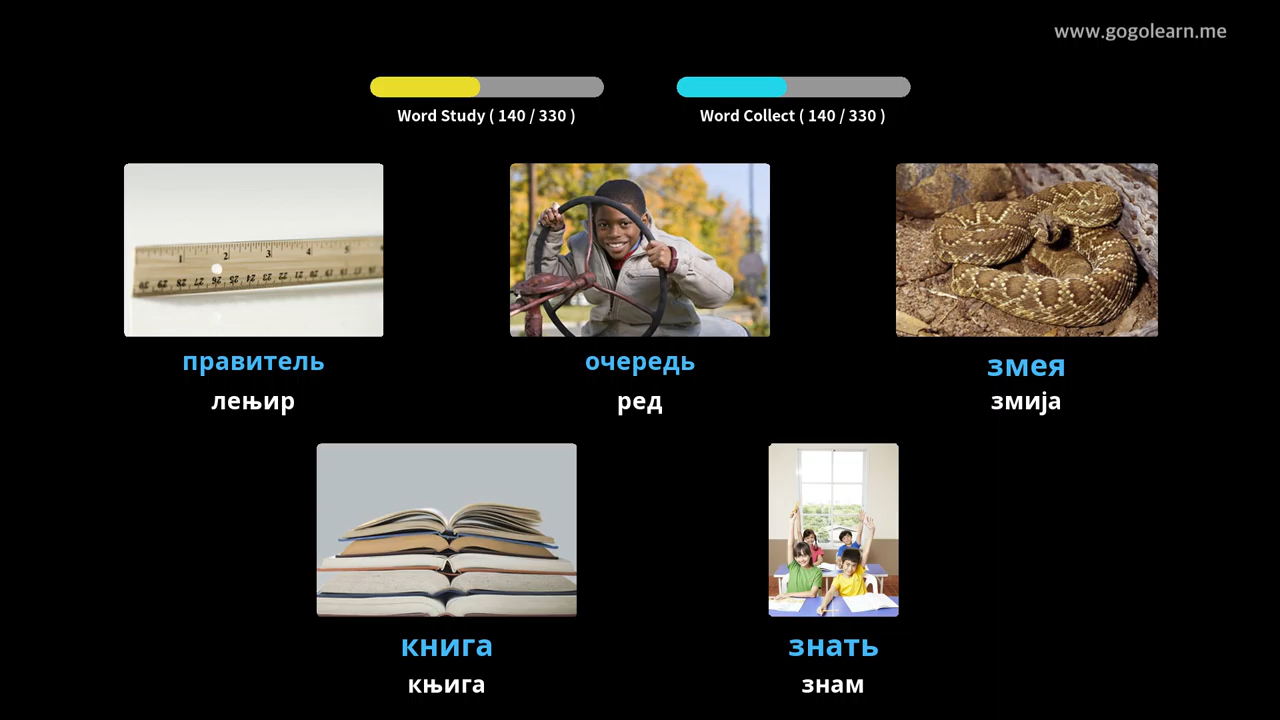 www.gogolearn.me
Word Study ( 140 / 330 )
Word Collect ( 140 / 330 )
правитель
лењир
очередь
ред
змея
змија
книга
књига
знать
знам